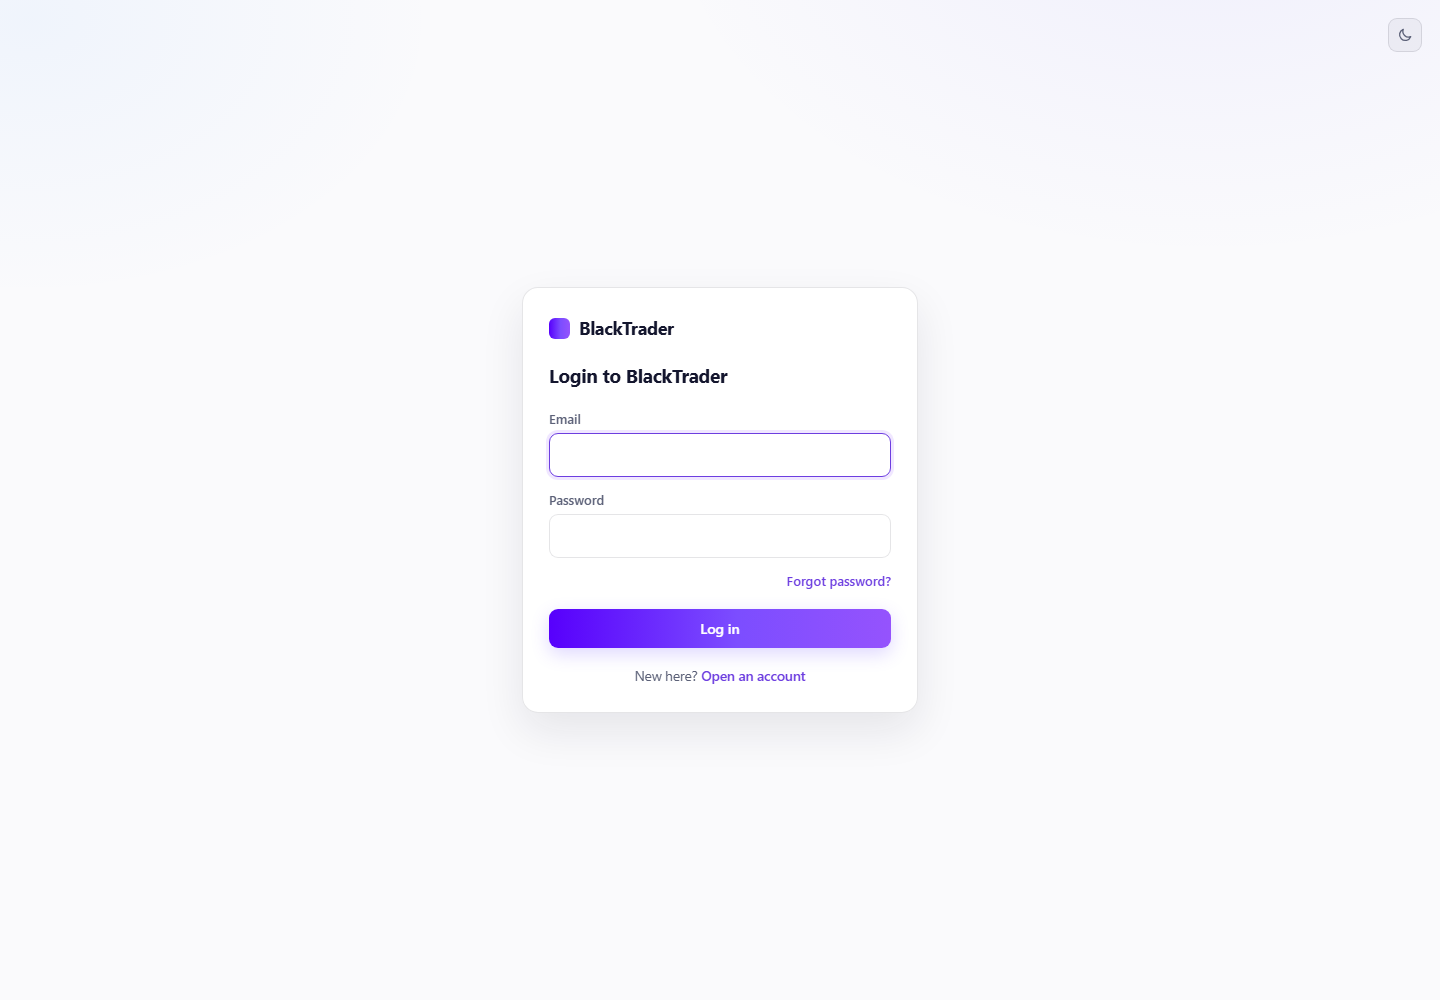 BlackTrader
Login to BlackTrader
Email
Password
Forgot password?
Log in
New here? Open an account